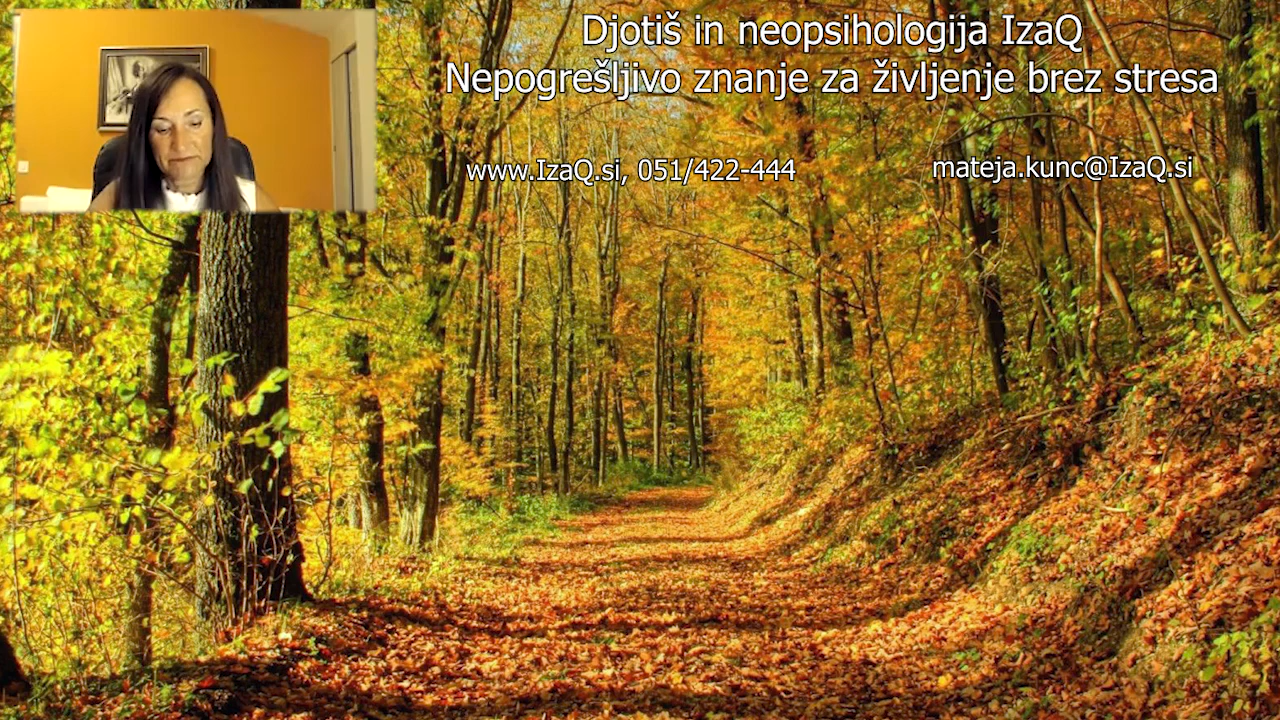 Djotiš in neopsihologija IzaQ
Nepogrešljivo znanje za življenje brez stresa
www.IzaQ.si, 051/422-444
mateja.kunc@IzaQ.si